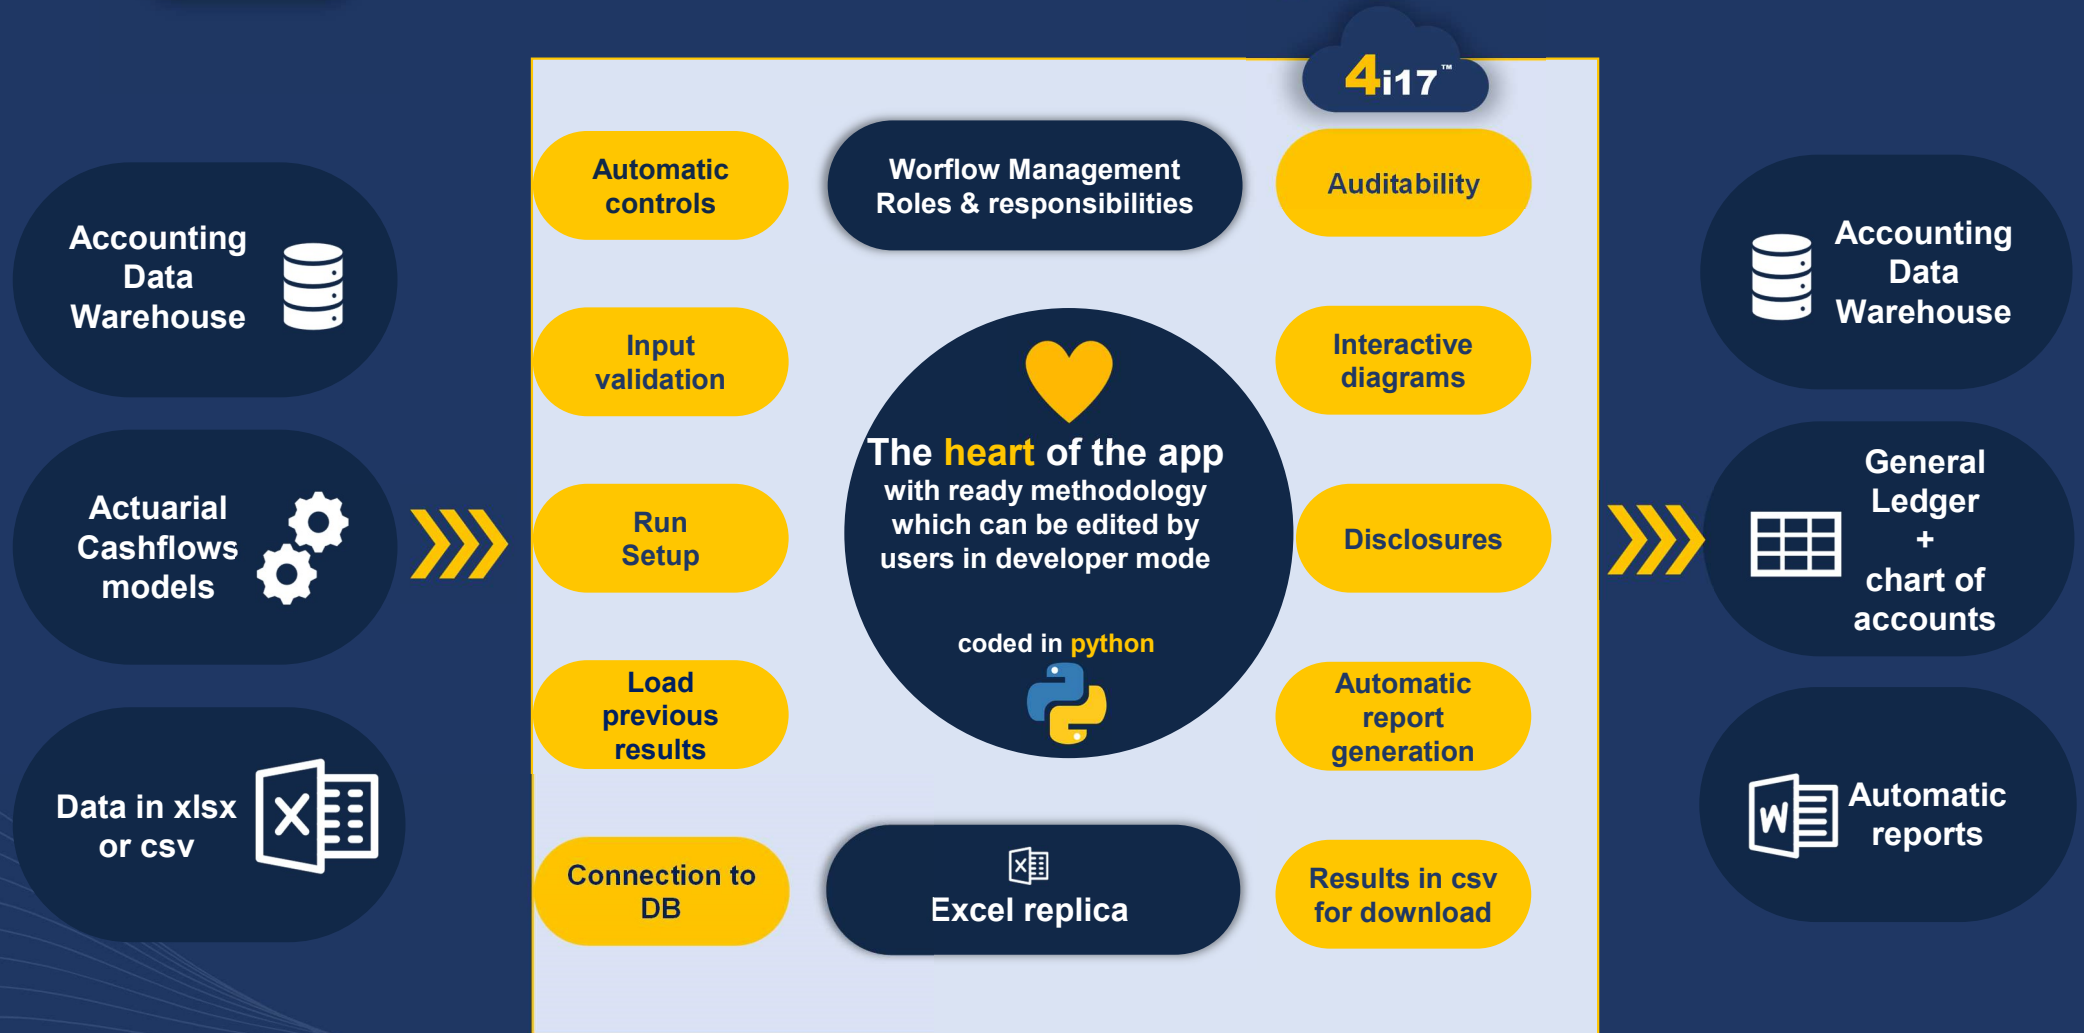 4i17™
Accounting
Data
Warehouse
Actuarial
Cashflows
models
Data in xlsx
or csv
Automatic
controls
Input
validation
Run
Setup
Load
previous
results
Connection to
DB
Worflow Management
Roles & responsibilities
The heart of the app
with ready methodology
which can be edited by
users in developer mode
coded in python
Excel replica
Auditability
Interactive
diagrams
Disclosures
Automatic
report
generation
Results in csv
for download
Accounting
Data
Warehouse
General
Ledger
+
chart of
accounts
Automatic
reports
X
X
W